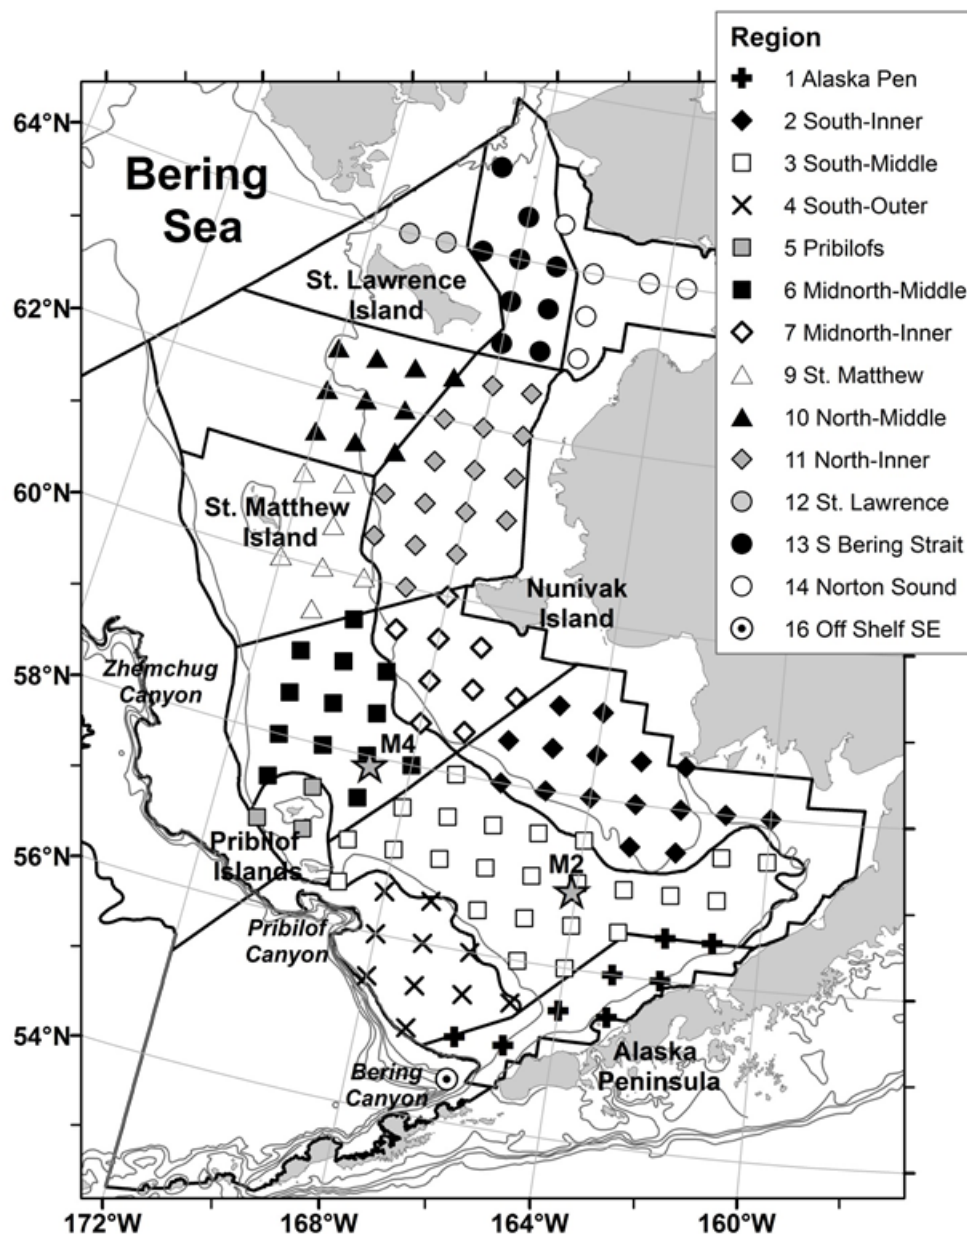 Region
1 Alaska Pen
2 South-Inner
3 South-Middle
4 South-Outer
5 Pribilofs
6 Midnorth-Middle
7 Midnorth-Inner
9 St. Matthew
10 North-Middle
11 North-Inner
12 St. Lawrence
13 S Bering Strait
14 Norton Sound
16 Off Shelf SE
64°N
62°N
60°N
58°N
56°N
54°N
Bering
Sea
St. Lawrence
Island
St. Matthew
Island
Nunivak
Island
Zhemchug
Canyon
M4
Pribilof
Islands
M2
Pribilof
Canyon
Bering
Canyon
Alaska
Peninsula
172°W
168°W
164°W
160°W